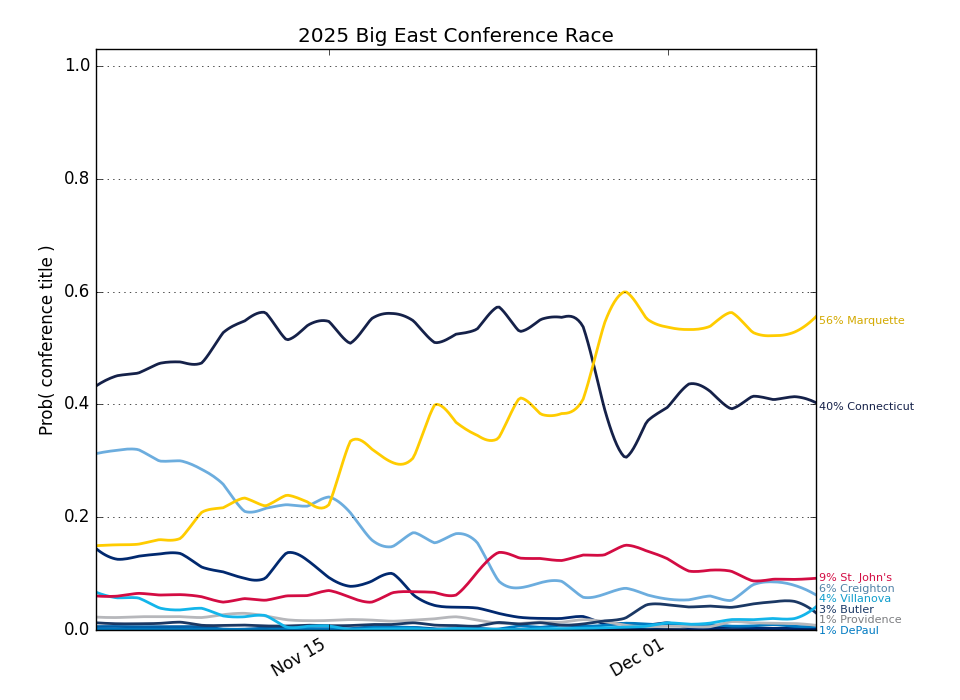 2025 Big East Conference Race
1.0
0.8
0.6
0.4
0.2
0.0
Prob( conference title )
Nov 15
Dec 01
56% Marquette
40% Connecticut
9% St. John's
6% Creighton
4% Villanova
3% Butler
1% Providence
1% DePaul